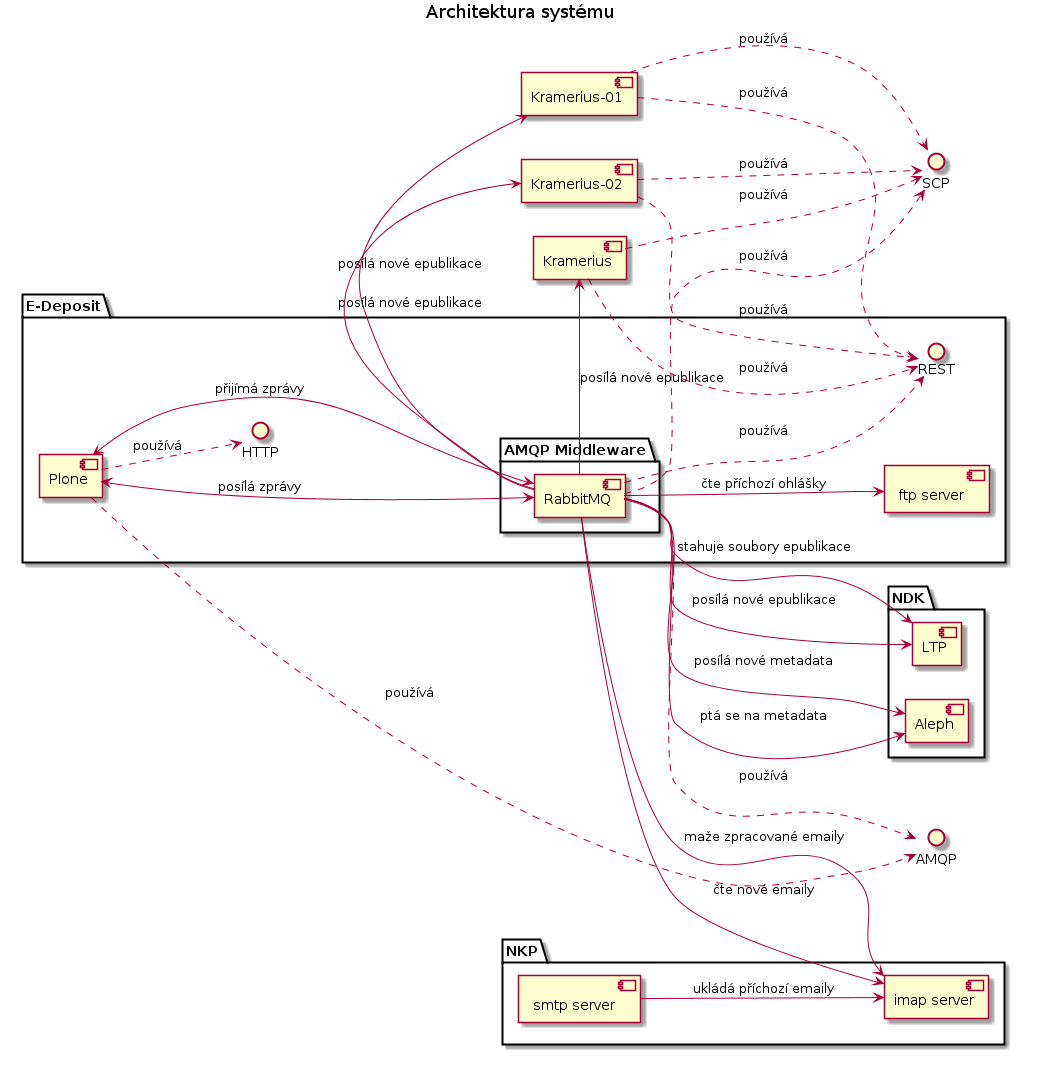 Architektura systému
používá
Kramerius-01
používá
používá
Kramerius-02
SCP
používá
Kramerius
používá
posílá nové epublikace
posílá nové epublikace
E-Deposit
používá
REST
používá
posílá nové epublikace
přijímá zprávy
používá
HTTP
používá
AMQP Middleware
Plone
posílá zprávy
RabbitMQ
čte příchozí ohlášky
ftp server
stahuje soubory epublikace
NDK
posílá nové epublikace
LTP
posílá nové metadata
používá
ptá se na metadata
Aleph
používá
maže zpracované emaily
AMQP
čte nové emaily
NKP
ukládá příchozí emaily
smtp server
imap server